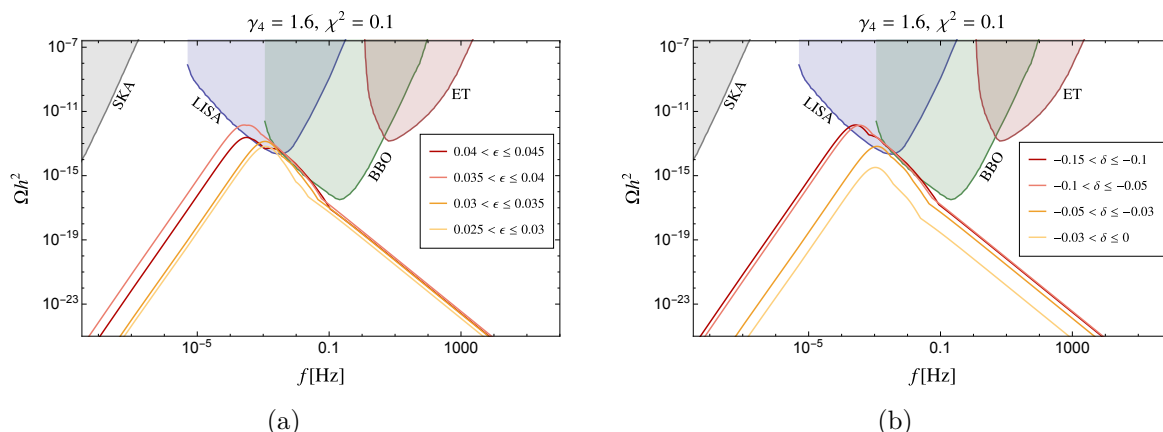 γ₄ = 1.6, χ² = 0.1
10⁻⁷
10⁻¹¹
10⁻¹⁵
10⁻¹⁹
10⁻²³
Ωh²
SKA
LISA
BBO
ET
0.04 < ϵ ≤ 0.045
0.035 < ϵ ≤ 0.04
0.03 < ϵ ≤ 0.035
0.025 < ϵ ≤ 0.03
10⁻⁵ 0.1 1000
f[Hz]
(a)
γ₄ = 1.6, χ² = 0.1
10⁻⁷
10⁻¹¹
10⁻¹⁵
10⁻¹⁹
10⁻²³
Ωh²
SKA
LISA
BBO
ET
−0.15 < δ ≤ −0.1
−0.1 < δ ≤ −0.05
−0.05 < δ ≤ −0.03
−0.03 < δ ≤ 0
10⁻⁵ 0.1 1000
f[Hz]
(b)